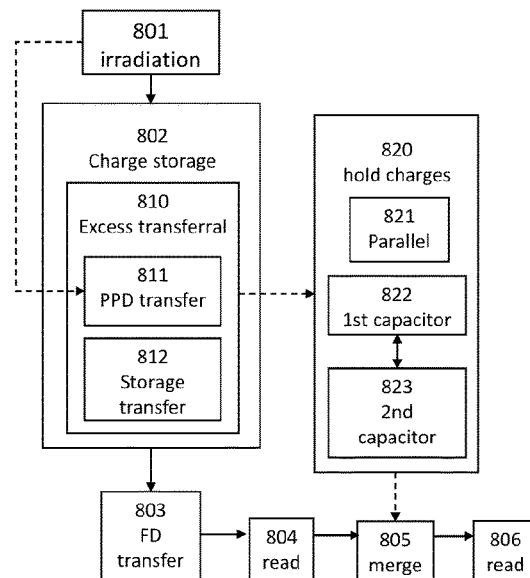 801
irradiation
802
Charge storage
810
Excess transferral
811
PPD transfer
812
Storage
transfer
820
hold charges
821
Parallel
822
1st capacitor
823
2nd
capacitor
803
FD
transfer
804
read
805
merge
806
read